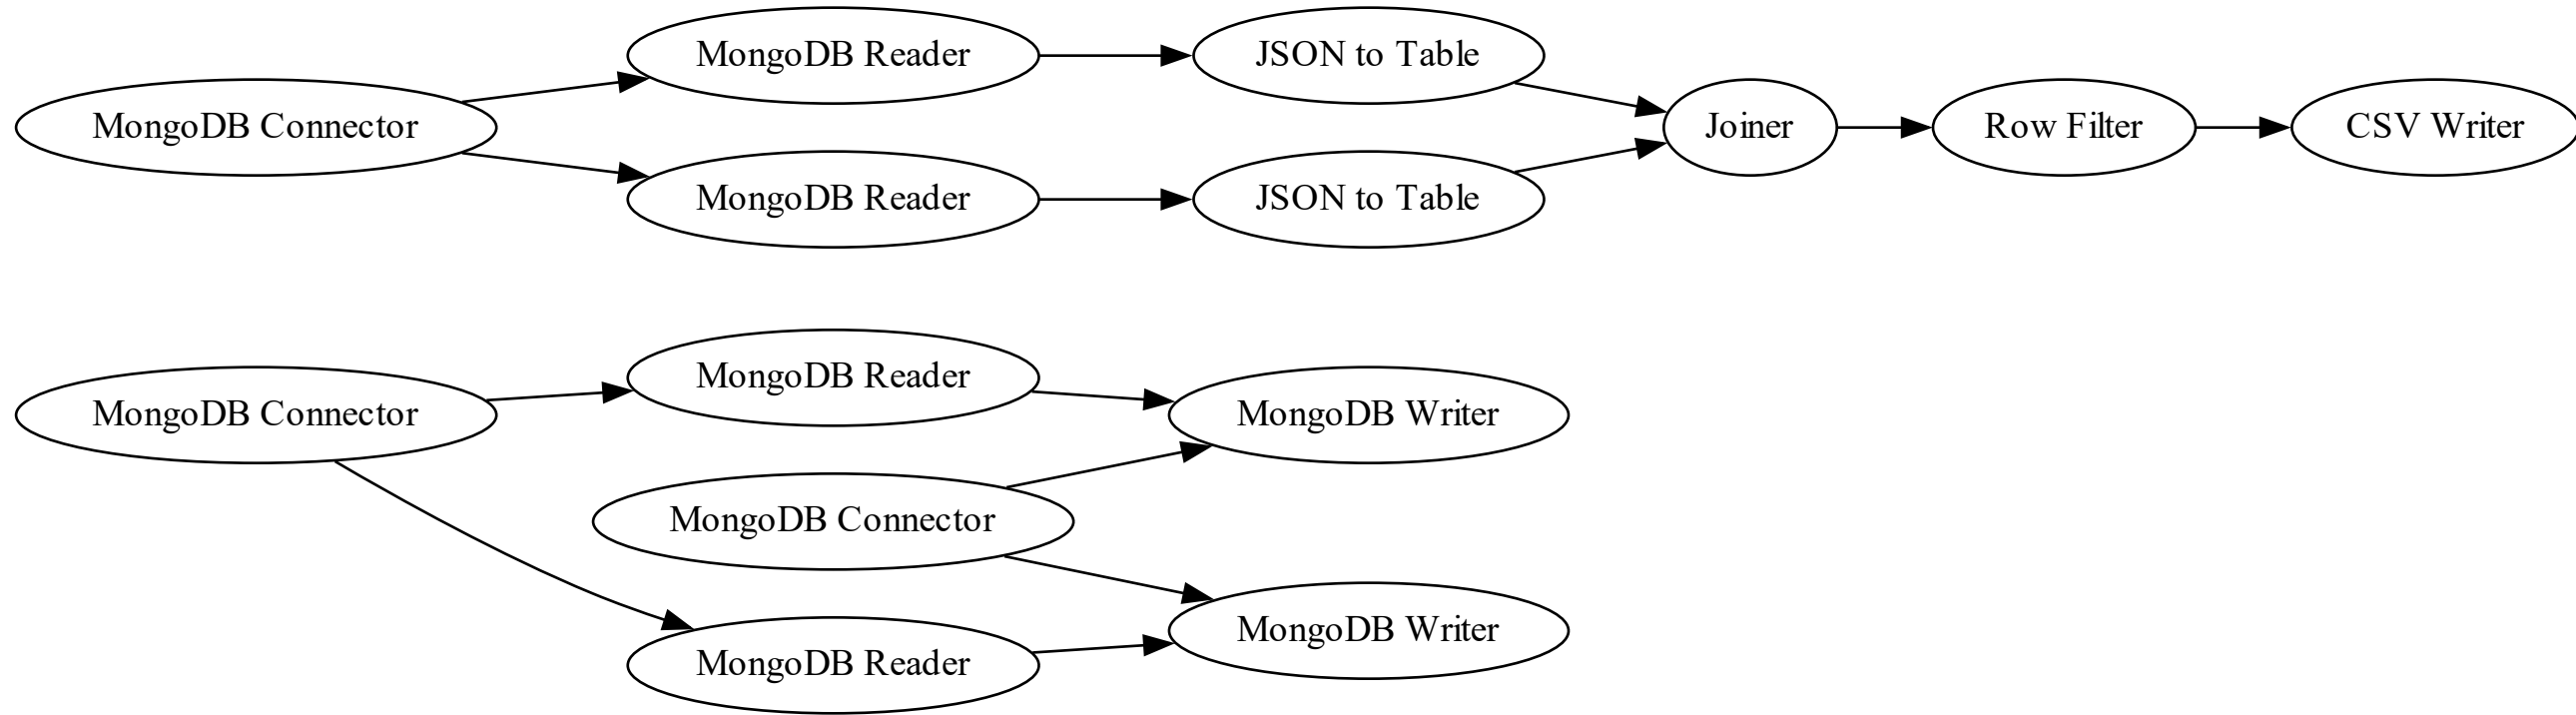 MongoDB Reader
JSON to Table
MongoDB Connector
Joiner
Row Filter
CSV Writer
MongoDB Reader
JSON to Table
MongoDB Reader
MongoDB Connector
MongoDB Writer
MongoDB Connector
MongoDB Writer
MongoDB Reader